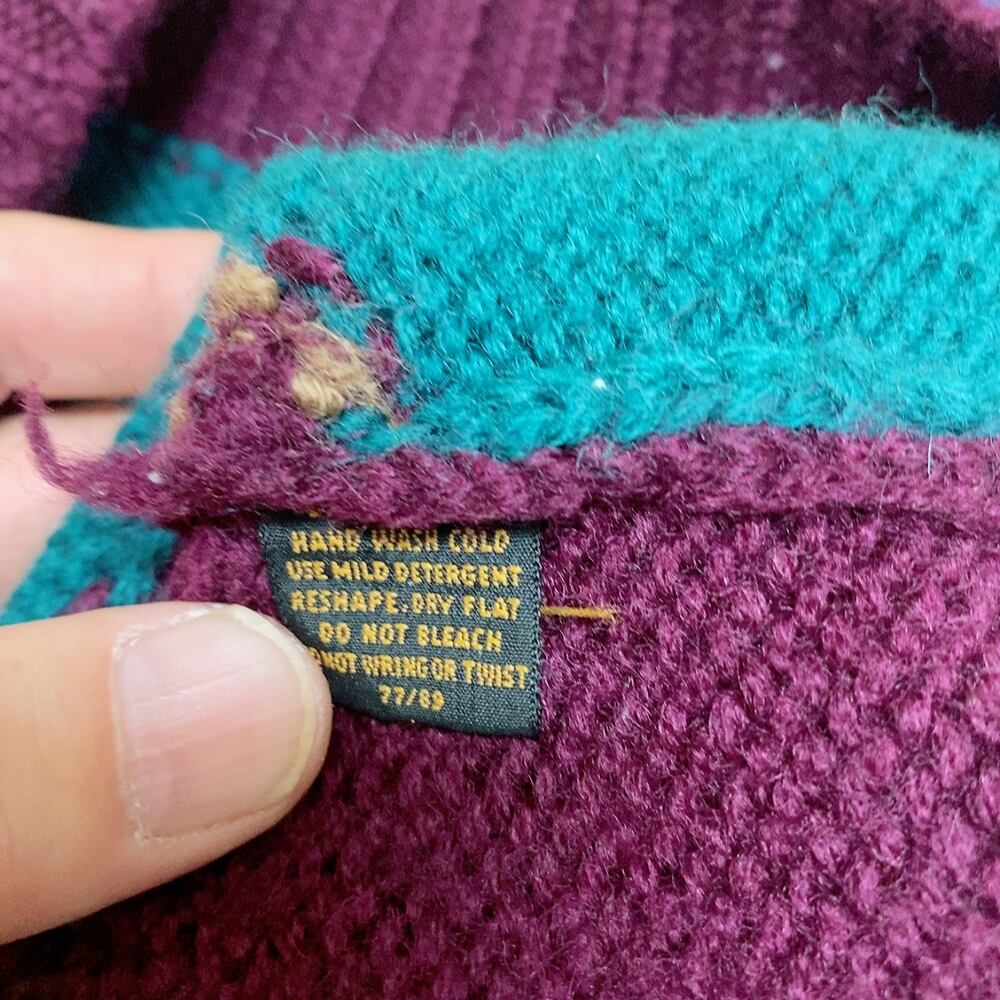 HAND WASH COLD
USE MILD DETERGENT
RESHAPE. DRY FLAT
DO NOT BLEACH
NOT WRING OR TWIST
77/89